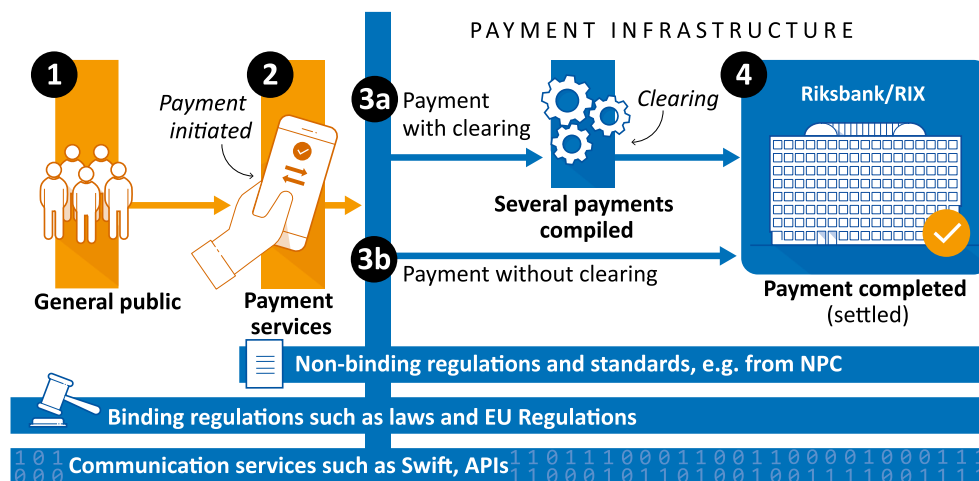 PAYMENT INFRASTRUCTURE
1
2
3a
4
Payment
initiated
Payment
with clearing
Clearing
Riksbank/RIX
Several payments
compiled
3b
Payment without clearing
General public
Payment
services
Payment completed
(settled)
Non-binding regulations and standards, e.g. from NPC
Binding regulations such as laws and EU Regulations
Communication services such as Swift, APIs